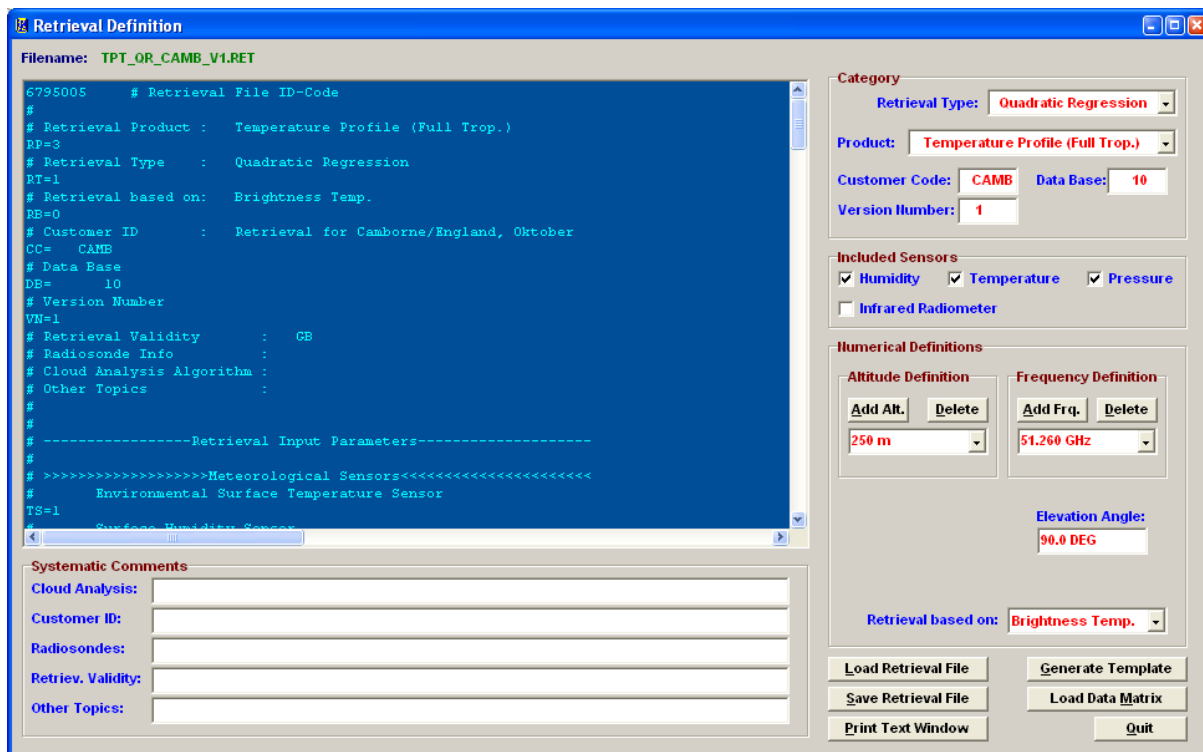 Retrieval Definition
Filename: TPT_QR_CAMB_V1.RET
6795005 # Retrieval File ID-Code
#
# Retrieval Product : Temperature Profile (Full Trop.)
RP=3
# Retrieval Type : Quadratic Regression
RT=1
# Retrieval based on: Brightness Temp.
RB=0
# Customer ID : Retrieval for Camborne/England, Oktober
CC= CAMB
# Data Base
DB= 10
# Version Number
VN=1
# Retrieval Validity : GB
# Radiosonde Info :
# Cloud Analysis Algorithm :
# Other Topics :
#
#
# -----------------Retrieval Input Parameters--------------------
#
# >>>>>>>>>>>>>>>>>>>Meteorological Sensors<<<<<<<<<<<<<<<<<<<<<<
# Environmental Surface Temperature Sensor
TS=1
# Surface Humidity Sensor
Systematic Comments
Cloud Analysis:
Customer ID:
Radiosondes:
Retriev. Validity:
Other Topics:
Category
Retrieval Type: Quadratic Regression
Product: Temperature Profile (Full Trop.)
Customer Code: CAMB Data Base: 10
Version Number: 1
Included Sensors
Humidity Temperature Pressure
Infrared Radiometer
Numerical Definitions
Altitude Definition Frequency Definition
Add Alt. Delete Add Frq. Delete
250 m 51.260 GHz
Elevation Angle:
90.0 DEG
Retrieval based on: Brightness Temp.
Load Retrieval File Generate Template
Save Retrieval File Load Data Matrix
Print Text Window Quit